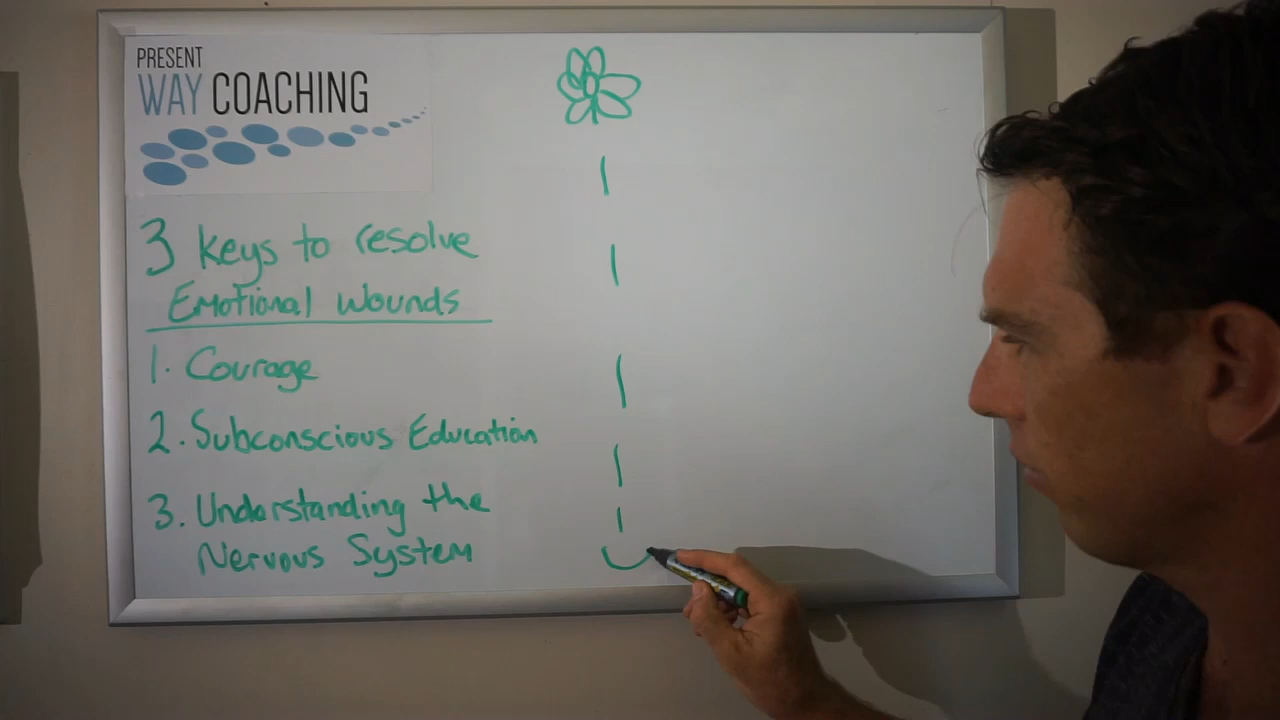 PRESENT
WAY COACHING
3 keys to resolve
Emotional Wounds
1. Courage
2. Subconscious Education
3. Understanding the
Nervous System